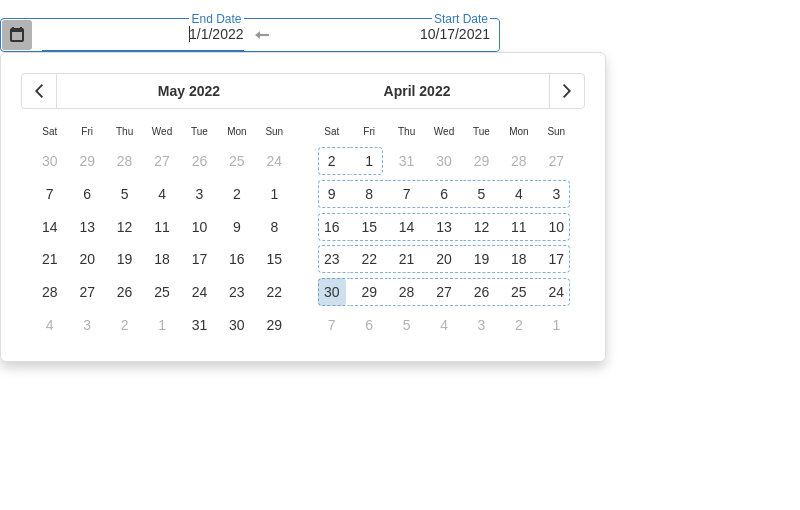 End Date Start Date
1/1/2022 10/17/2021
May 2022 April 2022
Sat Fri Thu Wed Tue Mon Sun Sat Fri Thu Wed Tue Mon Sun
30 29 28 27 26 25 24 2 1 31 30 29 28 27
7 6 5 4 3 2 1 9 8 7 6 5 4 3
14 13 12 11 10 9 8 16 15 14 13 12 11 10
21 20 19 18 17 16 15 23 22 21 20 19 18 17
28 27 26 25 24 23 22 30 29 28 27 26 25 24
4 3 2 1 31 30 29 7 6 5 4 3 2 1